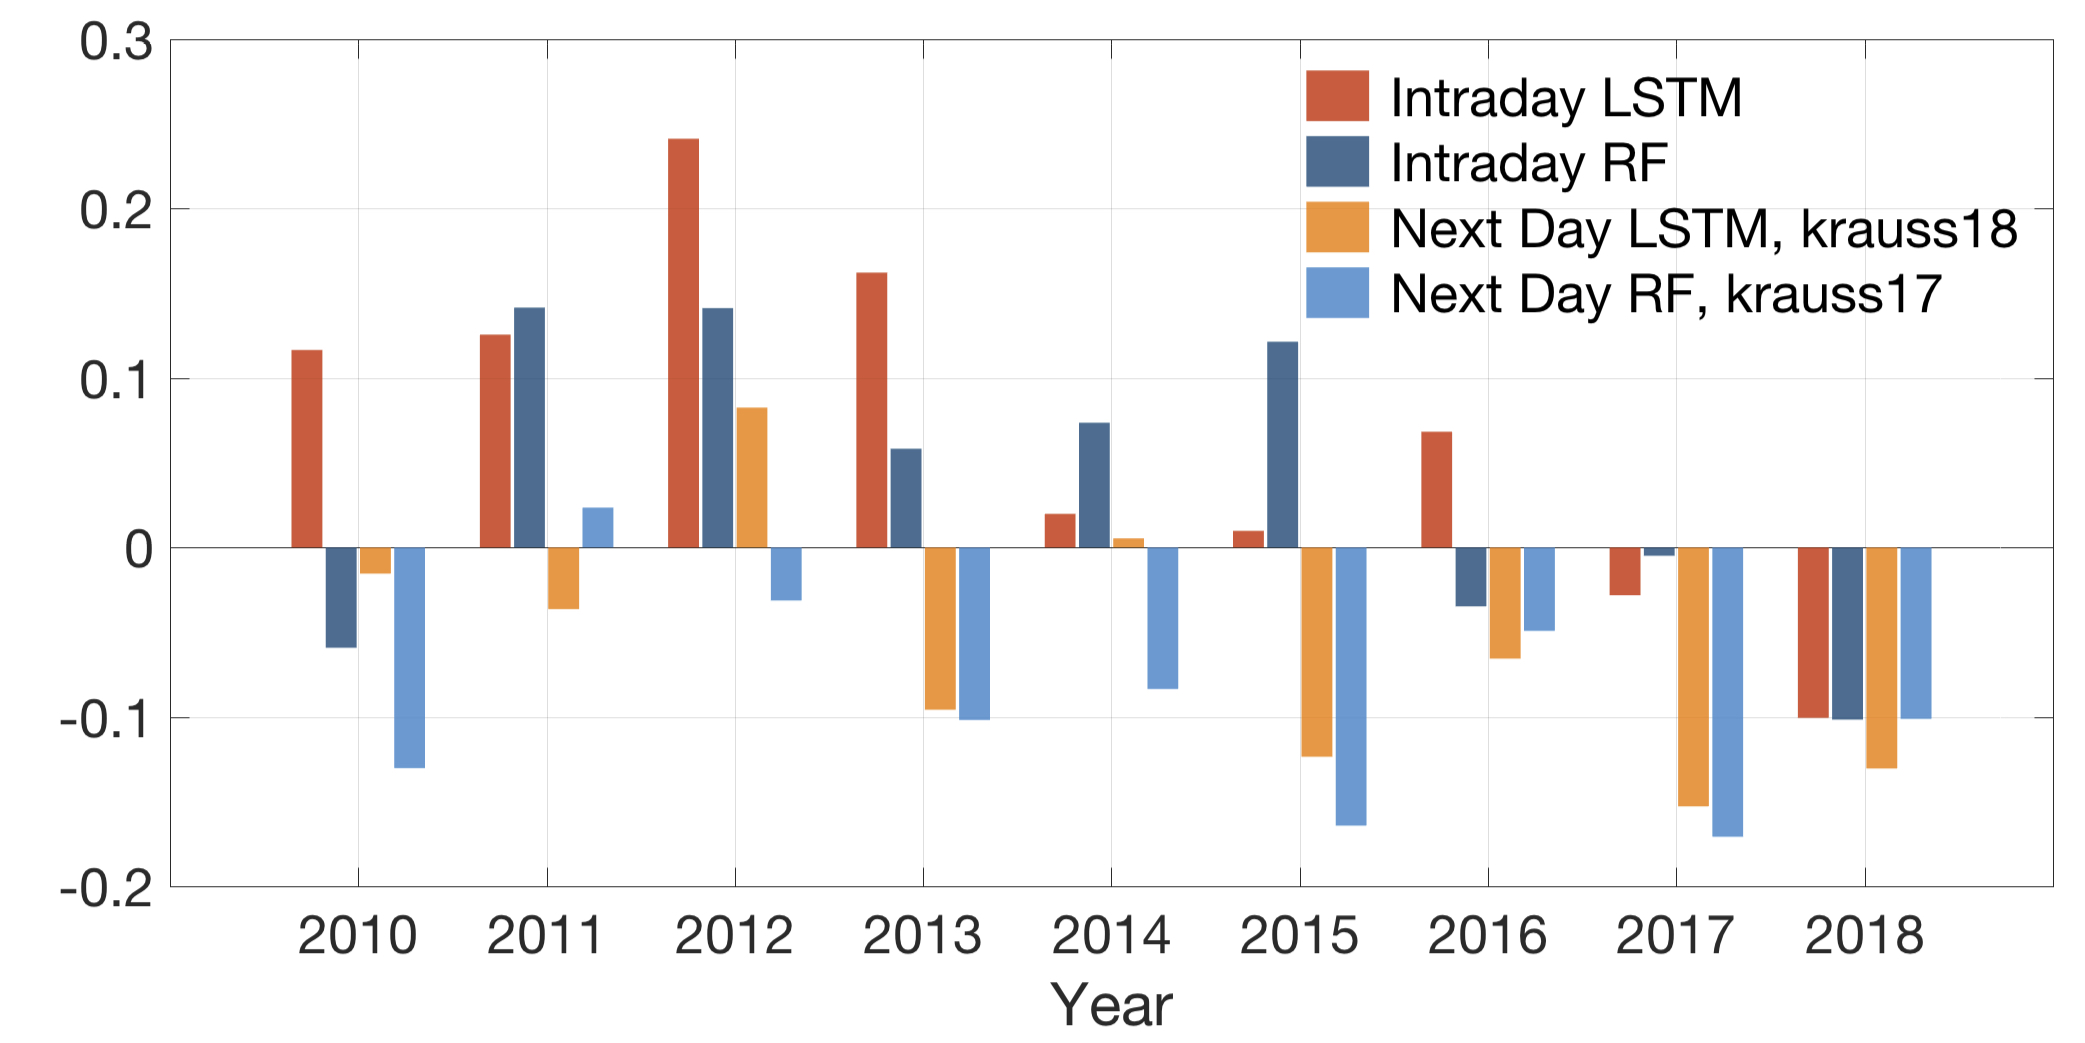 0.3
0.2
0.1
0
-0.1
-0.2
Intraday LSTM
Intraday RF
Next Day LSTM, krauss18
Next Day RF, krauss17
2010 2011 2012 2013 2014 2015 2016 2017 2018
Year